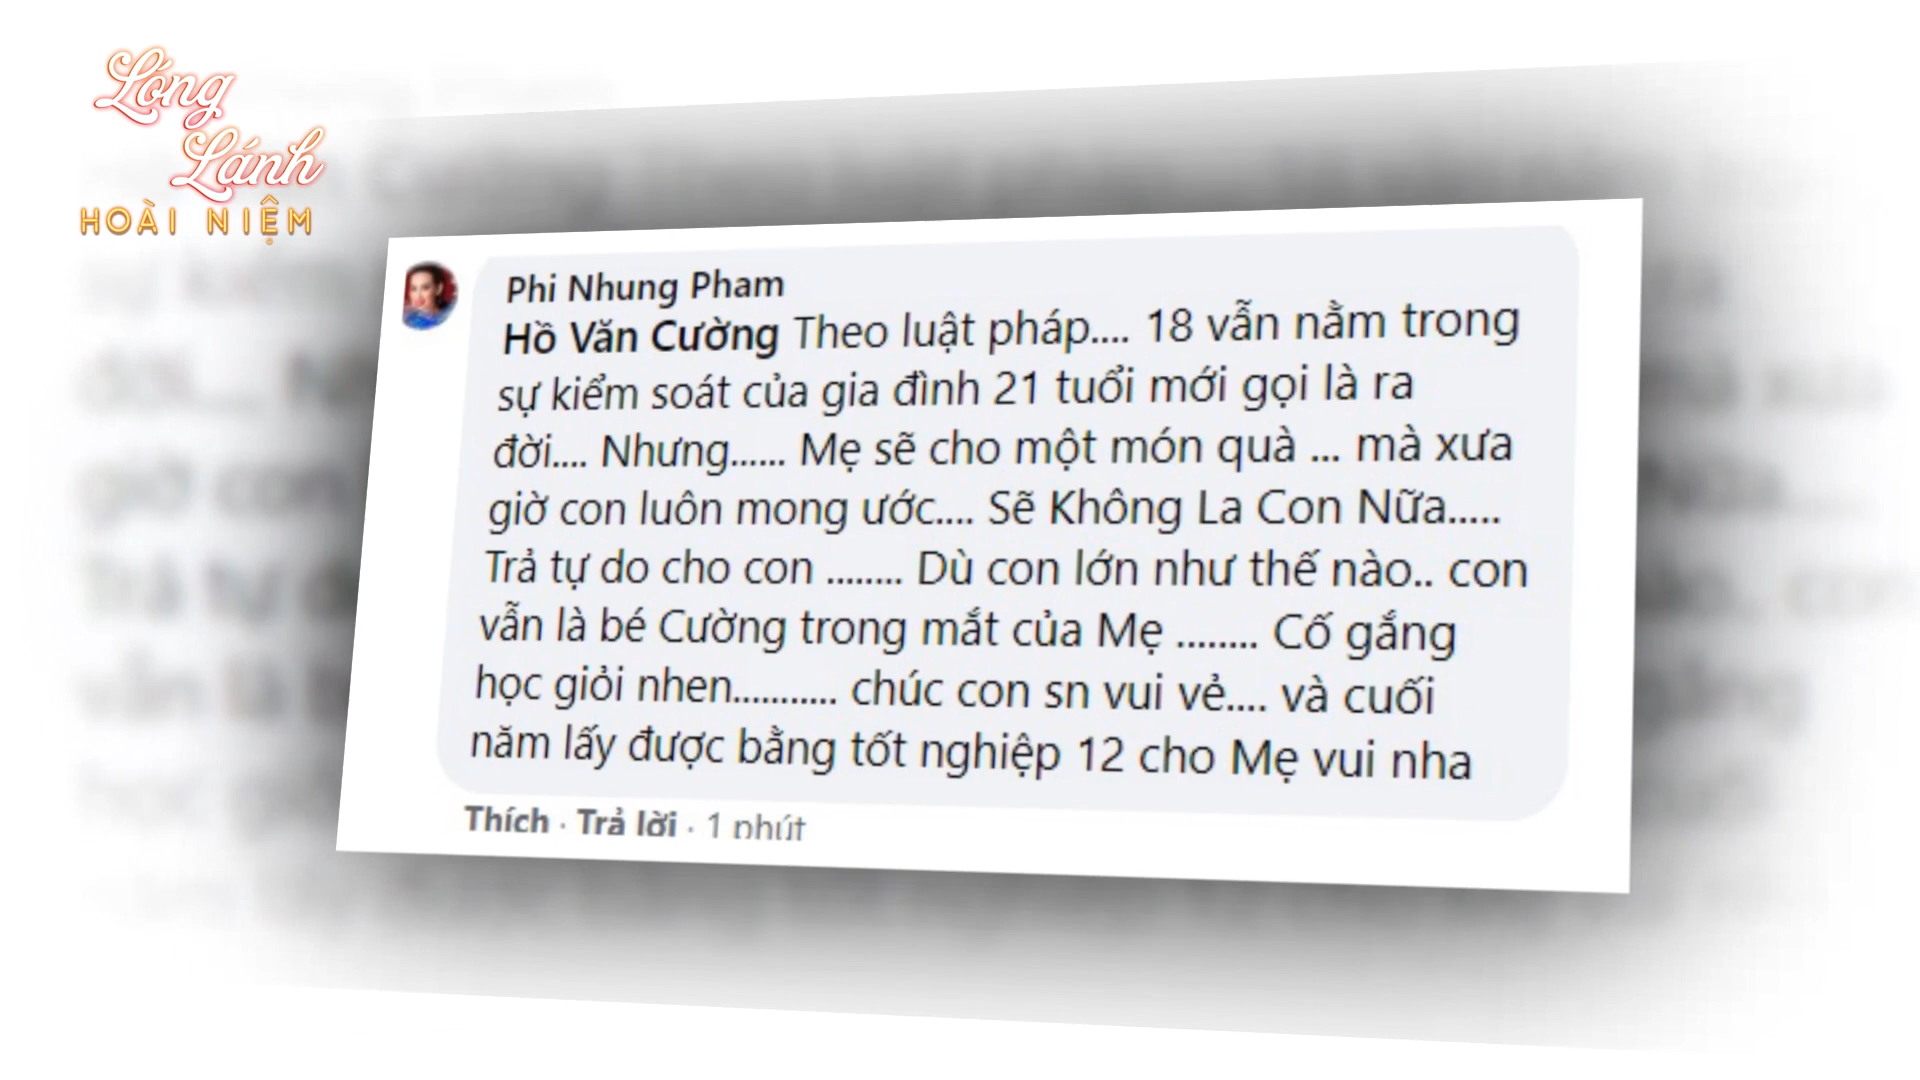 Lóng
Lánh
HOÀI NIỆM
Phi Nhung Pham
Hồ Văn Cường Theo luật pháp.... 18 vẫn nằm trong
sự kiểm soát của gia đình 21 tuổi mới gọi là ra
đời.... Nhưng...... Mẹ sẽ cho một món quà ... mà xưa
giờ con luôn mong ước.... Sẽ Không La Con Nữa.....
Trả tự do cho con ........ Dù con lớn như thế nào.. con
vẫn là bé Cường trong mắt của Mẹ ........ Cố gắng
học giỏi nhen........... chúc con sn vui vẻ.... và cuối
năm lấy được bằng tốt nghiệp 12 cho Mẹ vui nha
Thích · Trả lời · 1 phút